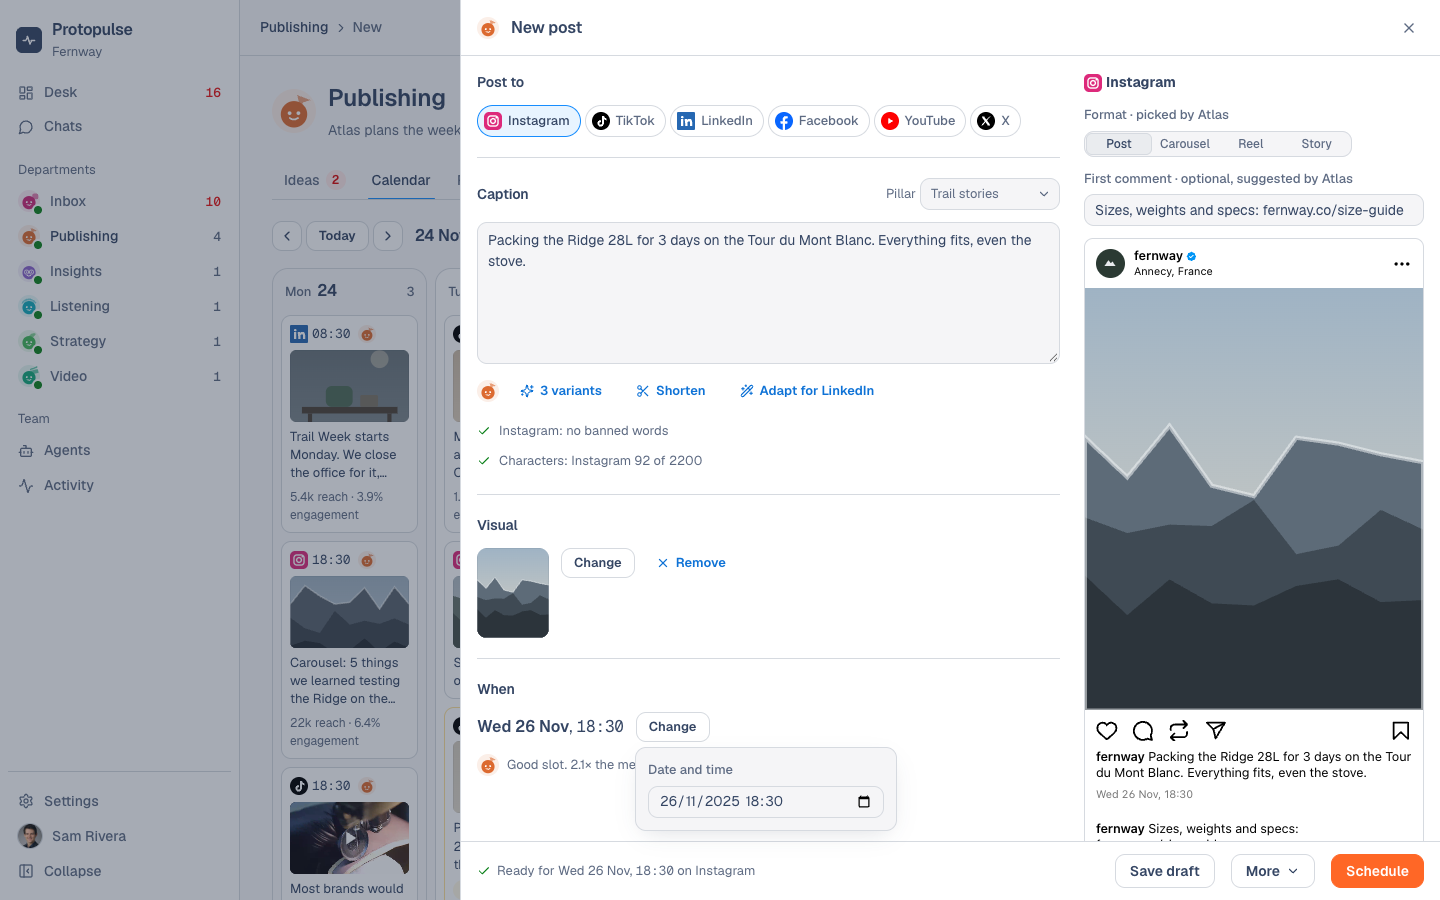 Protopulse
Fernway
Desk 16
Chats
Departments
Inbox 10
Publishing 4
Insights 1
Listening 1
Strategy 1
Video 1
Team
Agents
Activity
Settings
Sam Rivera
Collapse
Publishing > New
Publishing
Atlas plans the week
Ideas 2 Calendar
Today 24 No
Mon 24 3
08:30
Trail Week starts
Monday. We close
the office for it,…
5.4k reach · 3.9%
engagement
18:30
Carousel: 5 things
we learned testing
the Ridge on the…
22k reach · 6.4%
engagement
18:30
Most brands would
New post
Post to
Instagram TikTok LinkedIn Facebook YouTube X
Caption Pillar Trail stories
Packing the Ridge 28L for 3 days on the Tour du Mont Blanc. Everything fits, even the
stove.
3 variants Shorten Adapt for LinkedIn
Instagram: no banned words
Characters: Instagram 92 of 2200
Visual
Change Remove
When
Wed 26 Nov, 18:30 Change
Good slot. 2.1× the me
Date and time
26/11/2025 18:30
Ready for Wed 26 Nov, 18:30 on Instagram
Save draft More Schedule
Instagram
Format · picked by Atlas
Post Carousel Reel Story
First comment · optional, suggested by Atlas
Sizes, weights and specs: fernway.co/size-guide
fernway
Annecy, France
fernway Packing the Ridge 28L for 3 days on the Tour
du Mont Blanc. Everything fits, even the stove.
Wed 26 Nov, 18:30
fernway Sizes, weights and specs: